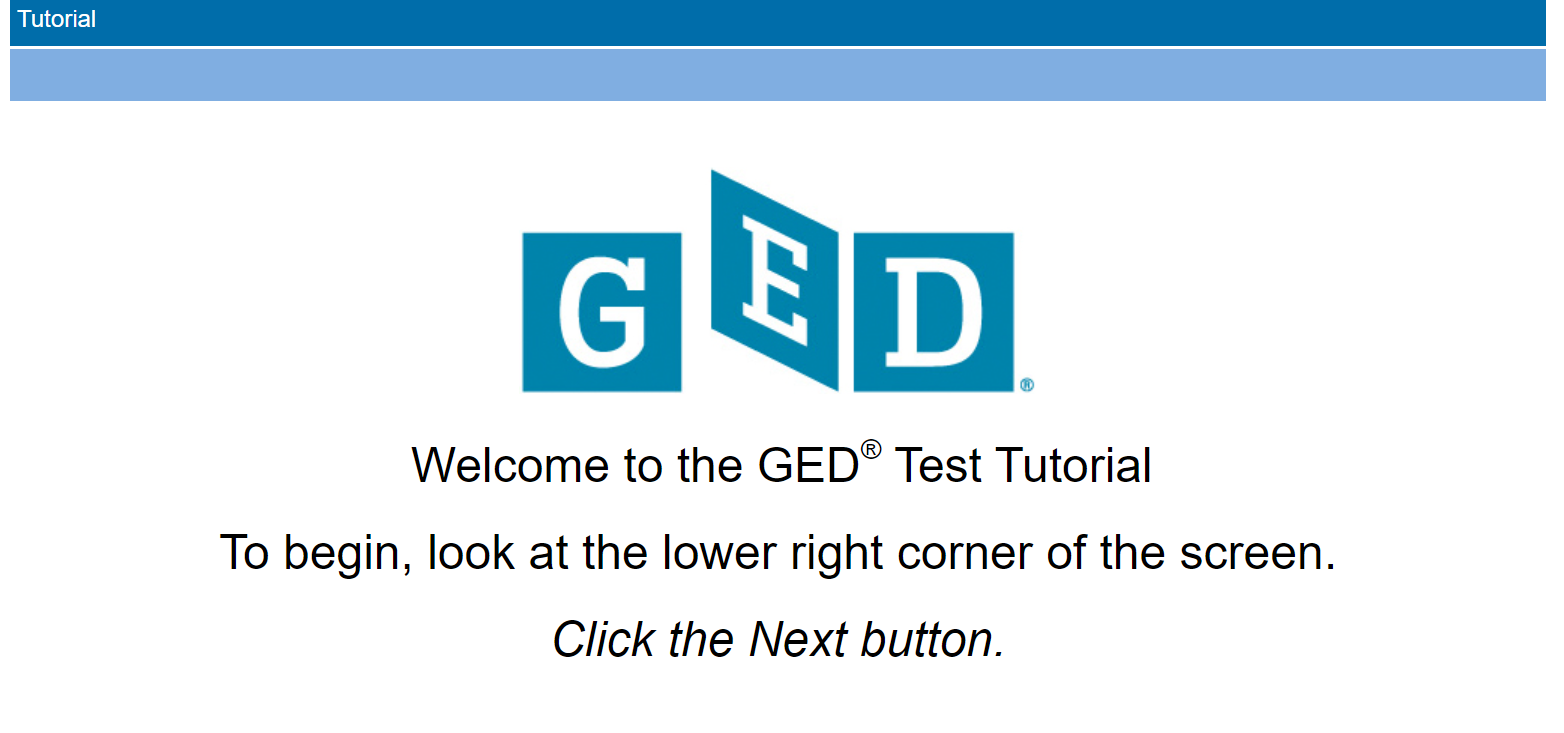 Tutorial
GED®
Welcome to the GED® Test Tutorial
To begin, look at the lower right corner of the screen.
Click the Next button.